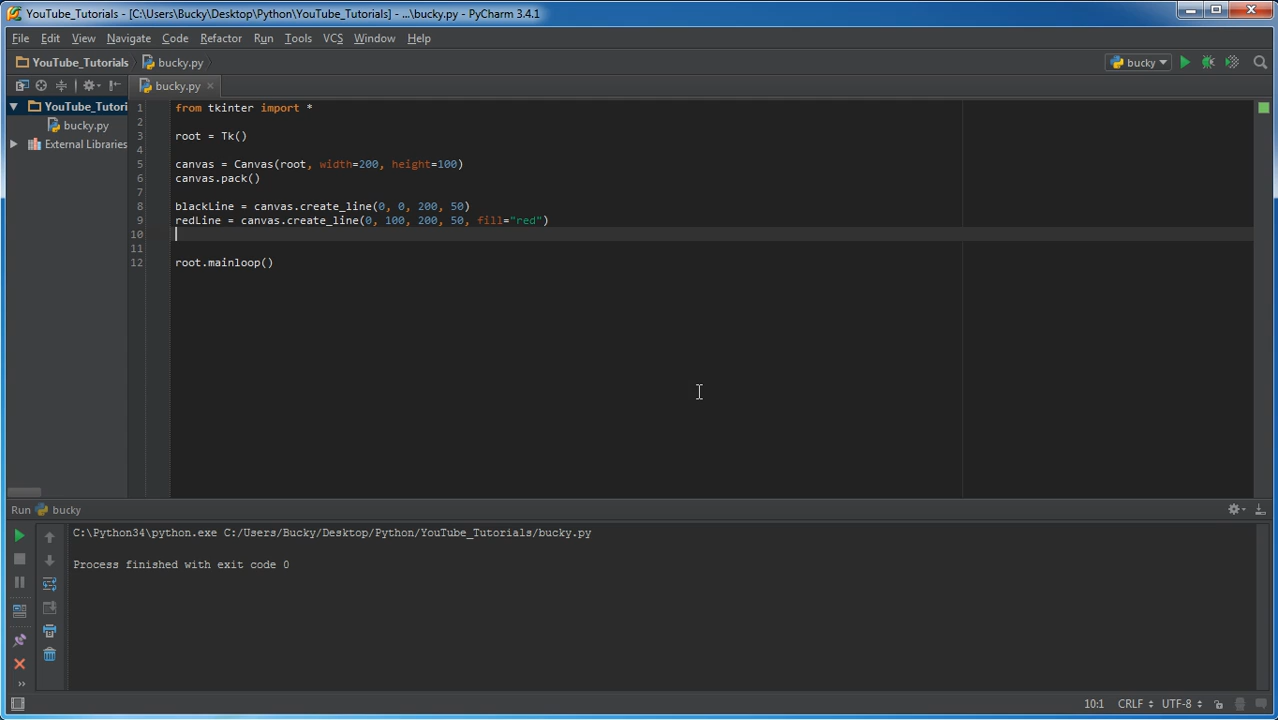 YouTube_Tutorials - [C:\Users\Bucky\Desktop\Python\YouTube_Tutorials] - ...\bucky.py - PyCharm 3.4.1
File Edit View Navigate Code Refactor Run Tools VCS Window Help
YouTube_Tutorials bucky.py bucky
bucky.py
YouTube_Tutori
bucky.py
External Libraries
1 from tkinter import *
2
3 root = Tk()
4
5 canvas = Canvas(root, width=200, height=100)
6 canvas.pack()
7
8 blackLine = canvas.create_line(0, 0, 200, 50)
9 redLine = canvas.create_line(0, 100, 200, 50, fill="red")
10
11
12 root.mainloop()
Run bucky
C:\Python34\python.exe C:/Users/Bucky/Desktop/Python/YouTube_Tutorials/bucky.py
Process finished with exit code 0
10:1 CRLF UTF-8